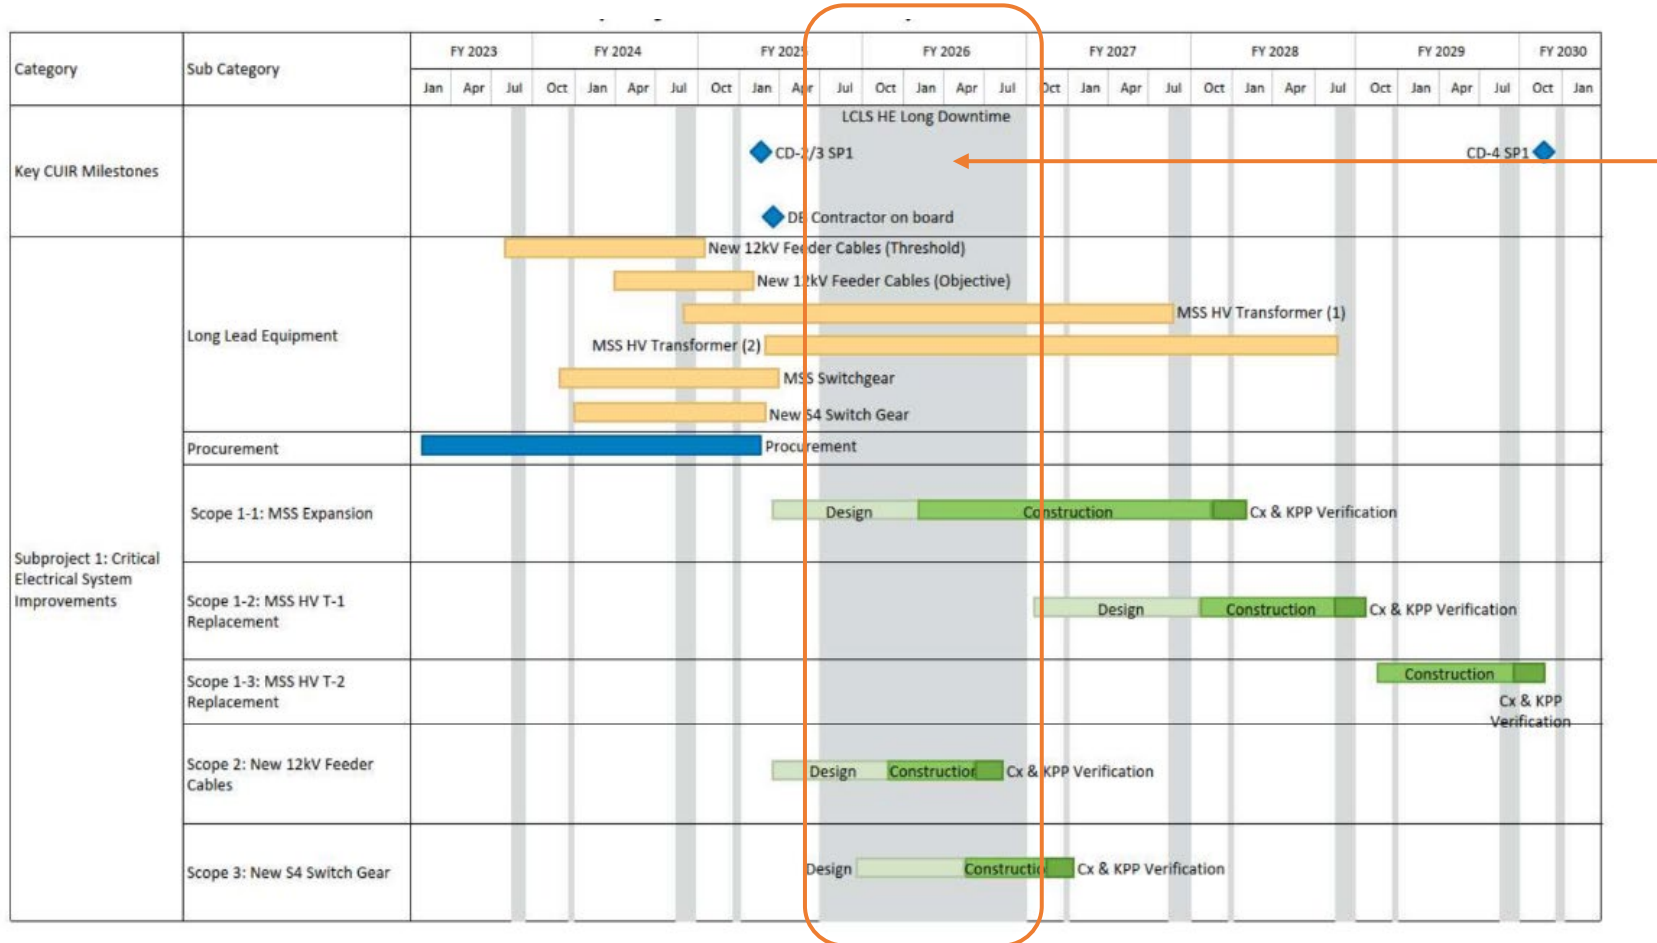 Category
Sub Category
FY 2023 FY 2024 FY 2025 FY 2026 FY 2027 FY 2028 FY 2029 FY 2030
Jan Apr Jul Oct Jan Apr Jul Oct Jan Apr Jul Oct Jan Apr Jul Oct Jan Apr Jul Oct Jan Apr Jul Oct Jan Apr Jul Oct Jan
LCLS HE Long Downtime
Key CUIR Milestones
CD-2/3 SP1
CD-4 SP1
DB Contractor on board
Subproject 1: Critical
Electrical System
Improvements
Long Lead Equipment
New 12kV Feeder Cables (Threshold)
New 12kV Feeder Cables (Objective)
MSS HV Transformer (1)
MSS HV Transformer (2)
MSS Switchgear
New S4 Switch Gear
Procurement
Procurement
Scope 1-1: MSS Expansion
Design Construction Cx & KPP Verification
Scope 1-2: MSS HV T-1
Replacement
Design Construction Cx & KPP Verification
Scope 1-3: MSS HV T-2
Replacement
Construction
Cx & KPP
Verification
Scope 2: New 12kV Feeder
Cables
Design Construction Cx & KPP Verification
Scope 3: New S4 Switch Gear
Design Construction Cx & KPP Verification